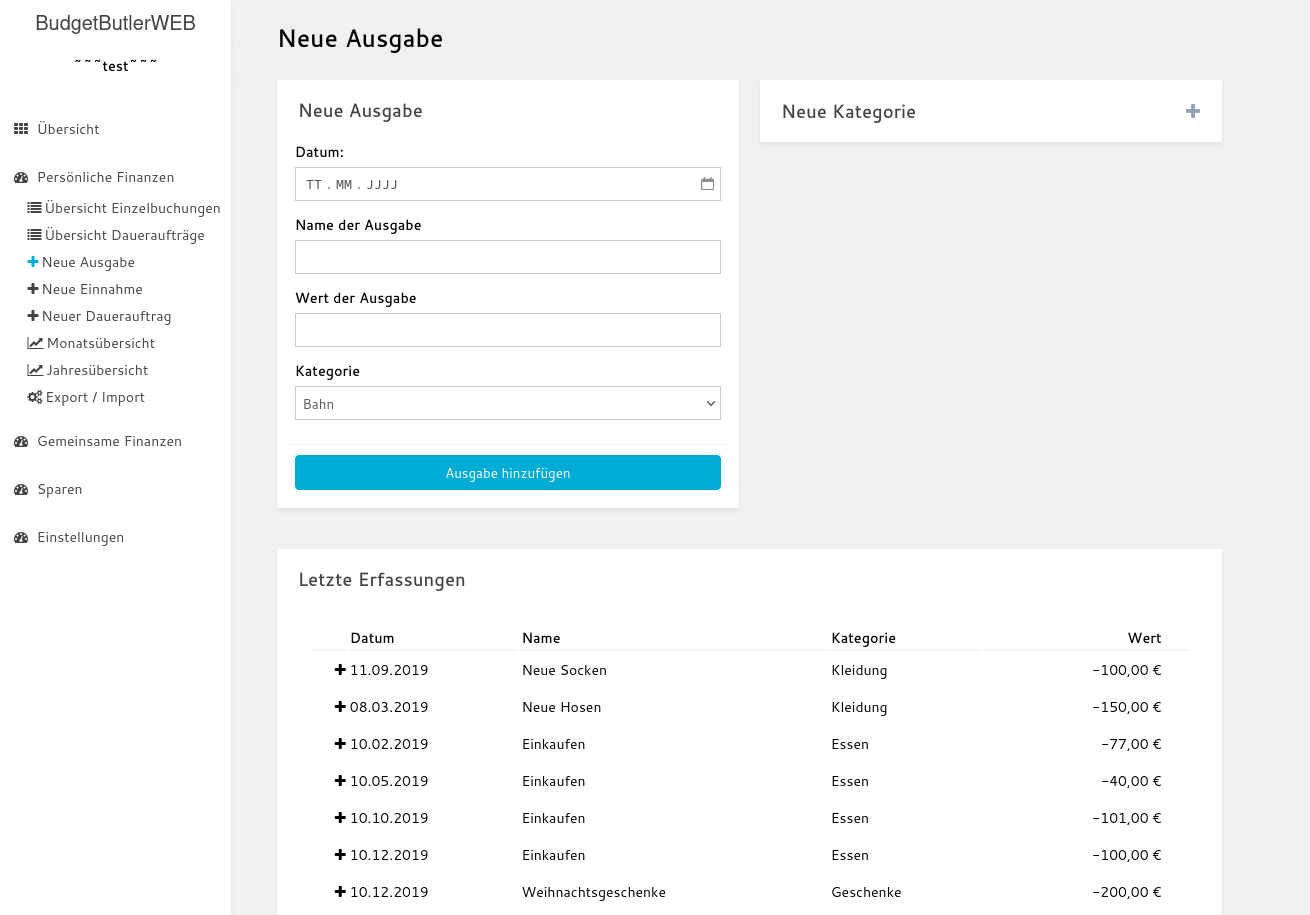 BudgetButlerWEB
~~~test~~~
Übersicht
Persönliche Finanzen
Übersicht Einzelbuchungen
Übersicht Daueraufträge
Neue Ausgabe
Neue Einnahme
Neuer Dauerauftrag
Monatsübersicht
Jahresübersicht
Export / Import
Gemeinsame Finanzen
Sparen
Einstellungen
Neue Ausgabe
Neue Ausgabe
Datum:
TT . MM . JJJJ
Name der Ausgabe
Wert der Ausgabe
Kategorie
Bahn
Ausgabe hinzufügen
Neue Kategorie
Letzte Erfassungen
Datum Name Kategorie Wert
11.09.2019 Neue Socken Kleidung -100,00 €
08.03.2019 Neue Hosen Kleidung -150,00 €
10.02.2019 Einkaufen Essen -77,00 €
10.05.2019 Einkaufen Essen -40,00 €
10.10.2019 Einkaufen Essen -101,00 €
10.12.2019 Einkaufen Essen -100,00 €
10.12.2019 Weihnachtsgeschenke Geschenke -200,00 €